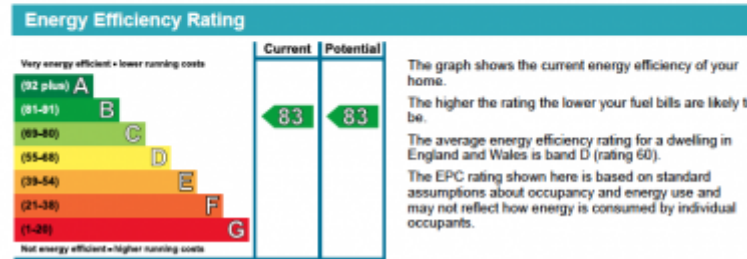 Energy Efficiency Rating
Current Potential
Very energy efficient • lower running costs
(92 plus) A
(81-91) B
(69-80) C
(55-68) D
(39-54) E
(21-38) F
(1-20) G
83 83
Not energy efficient • higher running costs
The graph shows the current energy efficiency of your
home.
The higher the rating the lower your fuel bills are likely t
be.
The average energy efficiency rating for a dwelling in
England and Wales is band D (rating 60).
The EPC rating shown here is based on standard
assumptions about occupancy and energy use and
may not reflect how energy is consumed by individual
occupants.